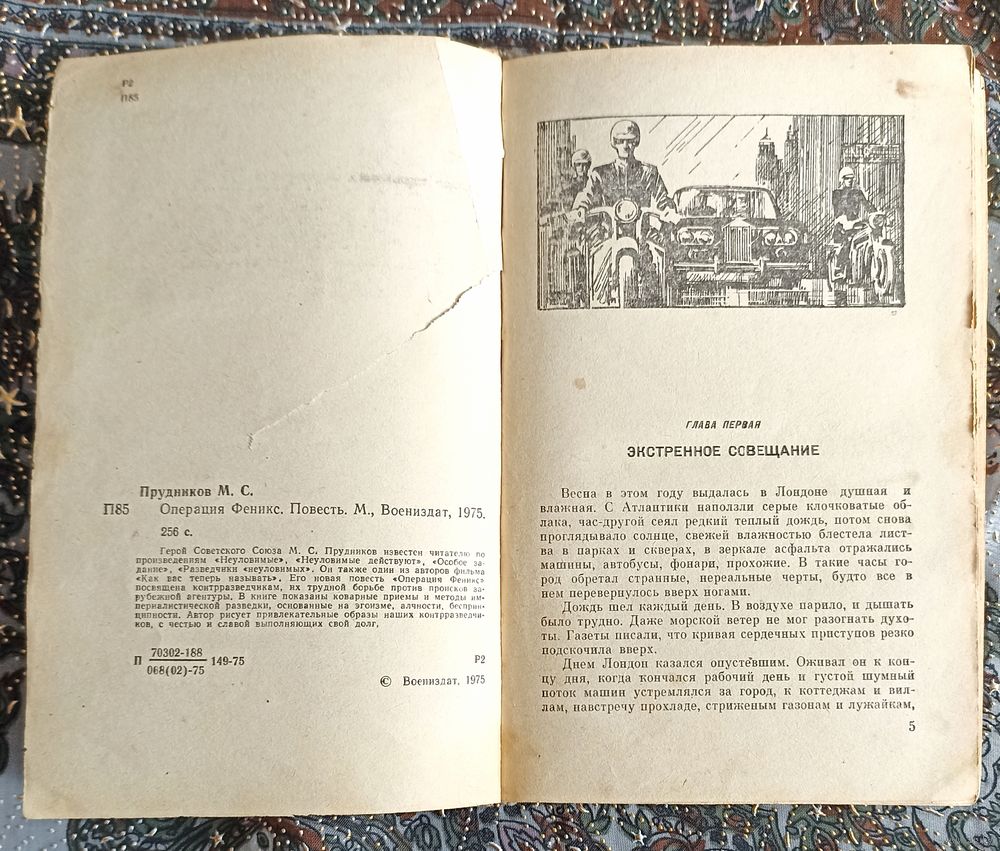 Р2
П85
Прудников М. С.
П85 Операция Феникс. Повесть. М., Воениздат, 1975.
256 с.
Герой Советского Союза М. С. Прудников известен читателю по
произведениям «Неуловимые», «Неуловимые действуют», «Особое за-
дание», «Разведчики «неуловимых». Он также один из авторов фильма
«Как вас теперь называть». Его новая повесть «Операция Феникс»
посвящена контрразведчикам, их трудной борьбе против происков за-
рубежной агентуры. В книге показаны коварные приемы и методы им-
периалистической разведки, основанные на эгоизме, алчности, бесприн-
ципности. Автор рисует привлекательные образы наших контрразведчи-
ков, с честью и славой выполняющих свой долг.
П 70302-188
068(02)-75 149-75 Р2
© Воениздат, 1975
ГЛАВА ПЕРВАЯ
ЭКСТРЕННОЕ СОВЕЩАНИЕ
Весна в этом году выдалась в Лондоне душная и
влажная. С Атлантики наползли серые клочковатые об-
лака, час-другой сеял редкий теплый дождь, потом снова
проглядывало солнце, свежей влажностью блестела лист-
ва в парках и скверах, в зеркале асфальта отражались
машины, автобусы, фонари, прохожие. В такие часы го-
род обретал странные, нереальные черты, будто все в
нем перевернулось вверх ногами.
Дождь шел каждый день. В воздухе парило, и дышать
было трудно. Даже морской ветер не мог разогнать духо-
ты. Газеты писали, что кривая сердечных приступов резко
подскочила вверх.
Днем Лондон казался опустевшим. Оживал он к кон-
цу дня, когда кончался рабочий день и густой шумный
поток машин устремлялся за город, к коттеджам и вил-
лам, навстречу прохладе, стриженым газонам и лужайкам,
5